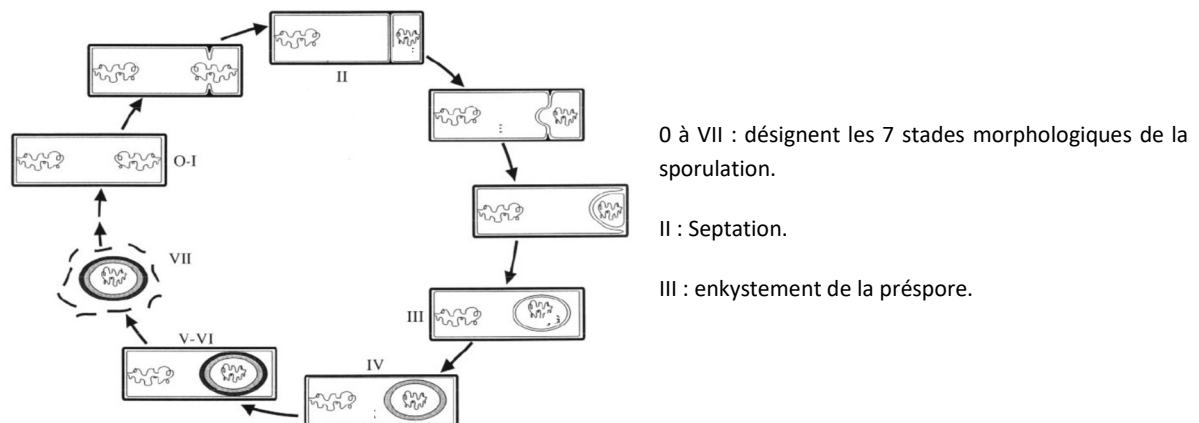 II
O-I
0 à VII : désignent les 7 stades morphologiques de la
sporulation.
II : Septation.
VII
III
III : enkystement de la préspore.
V-VI
IV